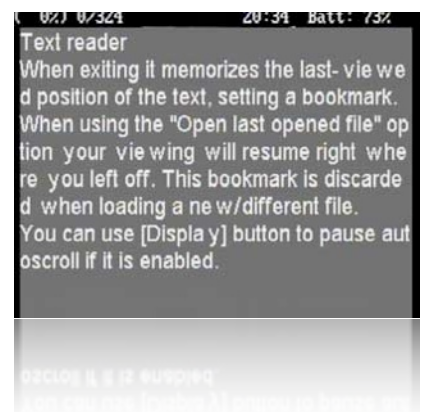 ( 0%) 0/324 20:34 Batt: 73%
Text reader
When exiting it memorizes the last- vie we
d position of the text, setting a bookmark.
When using the "Open last opened file" op
tion your vie wing will resume right whe
re you left off. This bookmark is discarde
d when loading a ne w/different file.
You can use [Displa y] button to pause aut
oscroll if it is enabled.